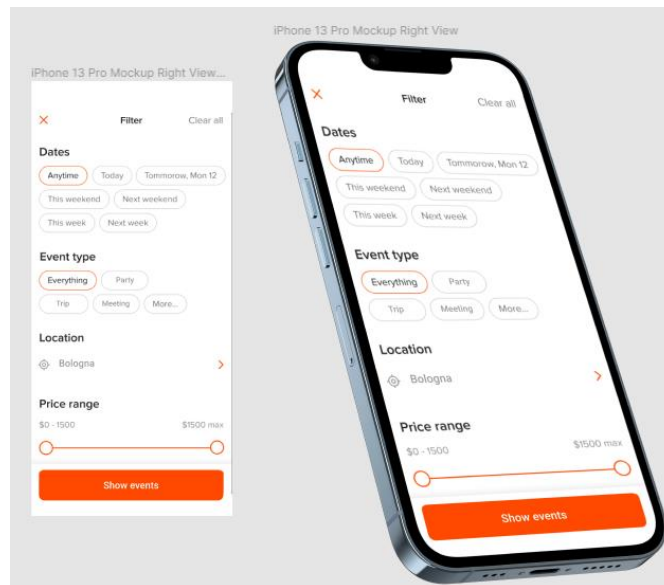 iPhone 13 Pro Mockup Right View
iPhone 13 Pro Mockup Right View...
Filter
Clear all
Dates
Anytime
Today
Tommorow, Mon 12
This weekend
Next weekend
This week
Next week
Event type
Everything
Party
Trip
Meeting
More...
Location
Bologna
Price range
$0 - 1500
$1500 max
Show events
Filter
Clear all
Dates
Anytime
Today
Tommorow, Mon 12
This weekend
Next weekend
This week
Next week
Event type
Everything
Party
Trip
Meeting
More...
Location
Bologna
Price range
$0 - 1500
$1500 max
Show events